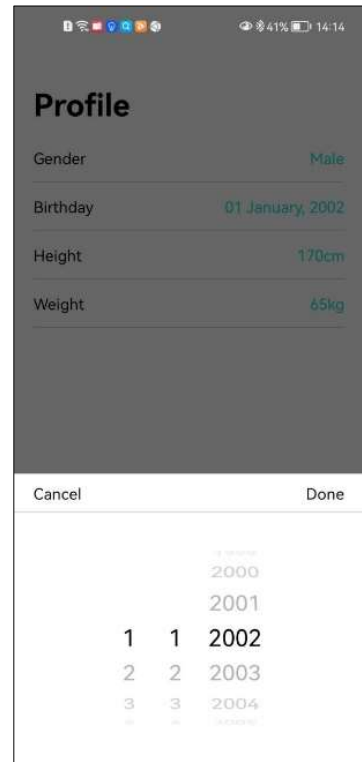 41% 14:14
Profile
Gender Male
Birthday 01 January, 2002
Height 170cm
Weight 65kg
Cancel Done
2000
2001
1 1 2002
2 2 2003
3 3 2004